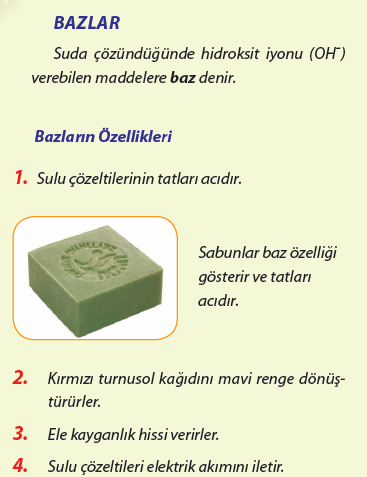 BAZLAR
Suda çözündüğünde hidroksit iyonu (OH⁻)
verebilen maddelere baz denir.
Bazların Özellikleri
1. Sulu çözeltilerinin tatları acıdır.
Sabunlar baz özelliği
gösterir ve tatları
acıdır.
2. Kırmızı turnusol kağıdını mavi renge dönüş-
türürler.
3. Ele kayganlık hissi verirler.
4. Sulu çözeltileri elektrik akımını iletir.